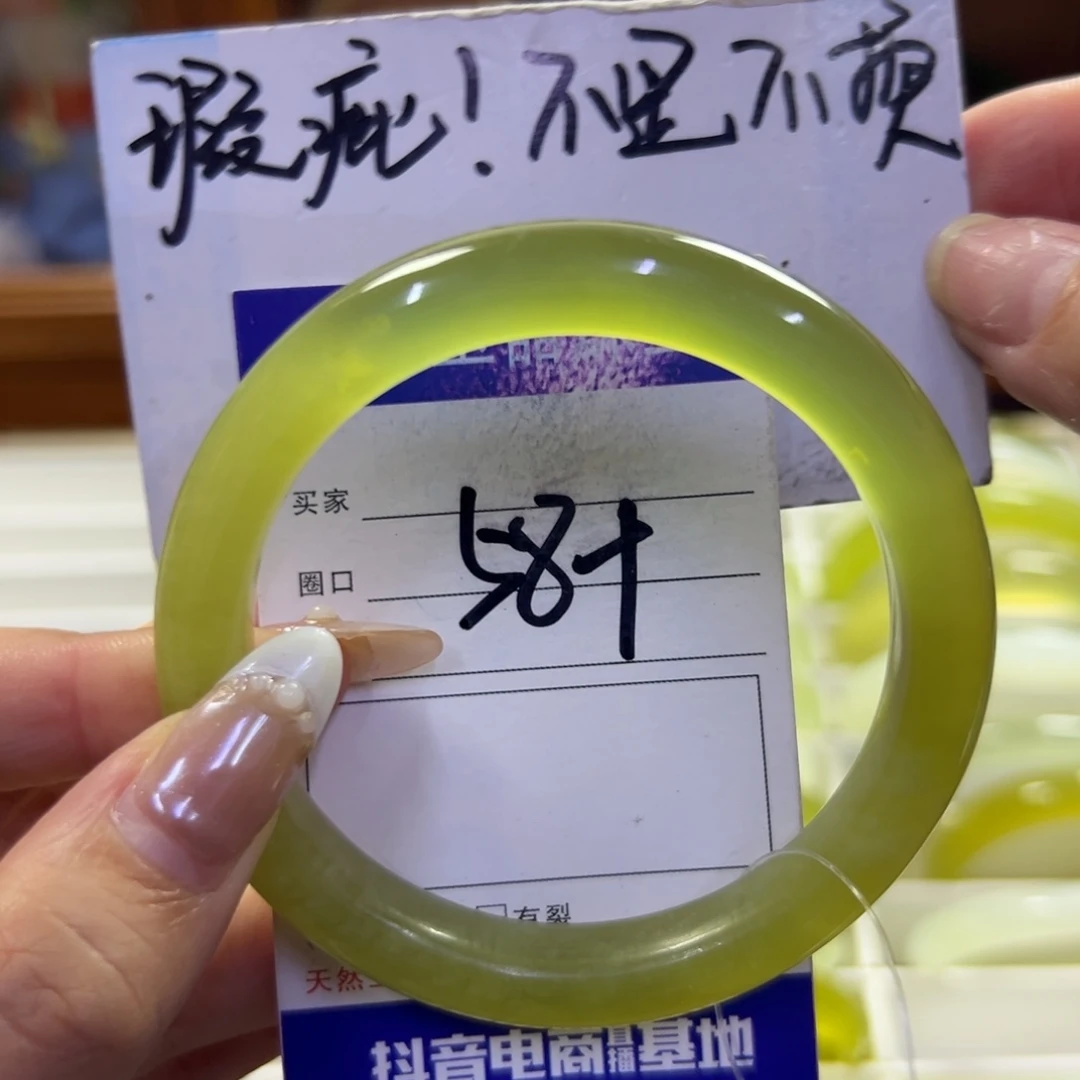 瑕疵！不退不换
买家
58+
圈口
有裂
天然
抖音电商直播基地